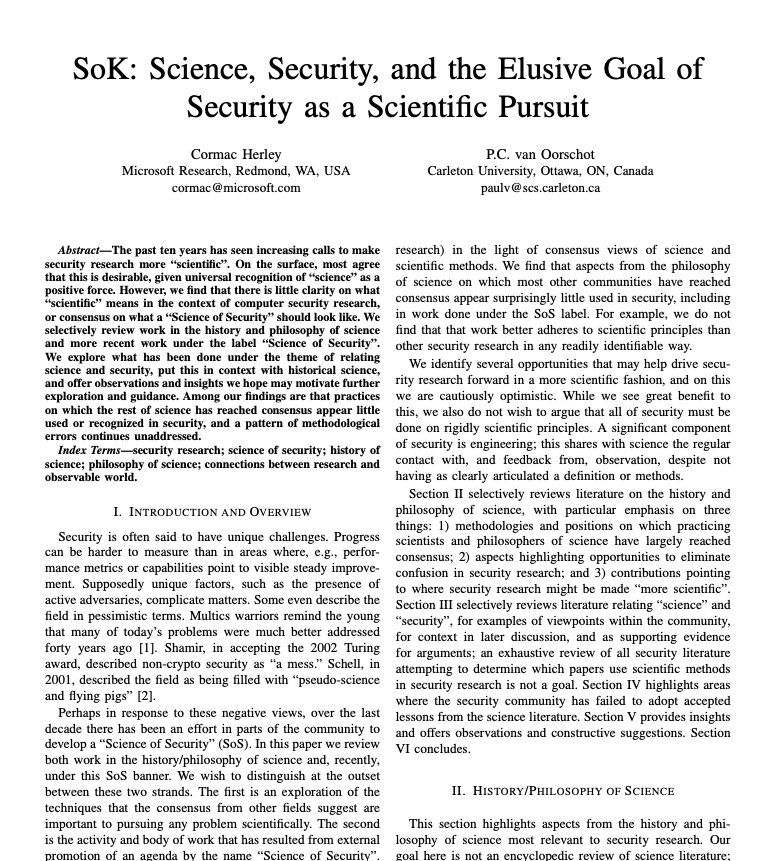 SoK: Science, Security, and the Elusive Goal of
Security as a Scientific Pursuit
Cormac Herley
Microsoft Research, Redmond, WA, USA
cormac@microsoft.com
P.C. van Oorschot
Carleton University, Ottawa, ON, Canada
paulv@scs.carleton.ca
Abstract—The past ten years has seen increasing calls to make
security research more “scientific”. On the surface, most agree
that this is desirable, given universal recognition of “science” as a
positive force. However, we find that there is little clarity on what
“scientific” means in the context of computer security research,
or consensus on what a “Science of Security” should look like. We
selectively review work in the history and philosophy of science
and more recent work under the label “Science of Security”.
We explore what has been done under the theme of relating
science and security, put this in context with historical science,
and offer observations and insights we hope may motivate further
exploration and guidance. Among our findings are that practices
on which the rest of science has reached consensus appear little
used or recognized in security, and a pattern of methodological
errors continues unaddressed.
Index Terms—security research; science of security; history of
science; philosophy of science; connections between research and
observable world.
I. Introduction and Overview
Security is often said to have unique challenges. Progress
can be harder to measure than in areas where, e.g., perfor-
mance metrics or capabilities point to visible steady improve-
ment. Supposedly unique factors, such as the presence of
active adversaries, complicate matters. Some even describe the
field in pessimistic terms. Multics warriors remind the young
that many of today’s problems were much better addressed
forty years ago [1]. Shamir, in accepting the 2002 Turing
award, described non-crypto security as “a mess.” Schell, in
2001, described the field as being filled with “pseudo-science
and flying pigs” [2].
Perhaps in response to these negative views, over the last
decade there has been an effort in parts of the community to
develop a “Science of Security” (SoS). In this paper we review
both work in the history/philosophy of science and, recently,
under this SoS banner. We wish to distinguish at the outset
between these two strands. The first is an exploration of the
techniques that the consensus from other fields suggest are
important to pursuing any problem scientifically. The second
is the activity and body of work that has resulted from external
promotion of an agenda by the name “Science of Security”.
research) in the light of consensus views of science and
scientific methods. We find that aspects from the philosophy
of science on which most other communities have reached
consensus appear surprisingly little used in security, including
in work done under the SoS label. For example, we do not
find that that work better adheres to scientific principles than
other security research in any readily identifiable way.
We identify several opportunities that may help drive secu-
rity research forward in a more scientific fashion, and on this
we are cautiously optimistic. While we see great benefit to
this, we also do not wish to argue that all of security must be
done on rigidly scientific principles. A significant component
of security is engineering; this shares with science the regular
contact with, and feedback from, observation, despite not
having as clearly articulated a definition or methods.
Section II selectively reviews literature on the history and
philosophy of science, with particular emphasis on three
things: 1) methodologies and positions on which practicing
scientists and philosophers of science have largely reached
consensus; 2) aspects highlighting opportunities to eliminate
confusion in security research; and 3) contributions pointing
to where security research might be made “more scientific”.
Section III selectively reviews literature relating “science” and
“security”, for examples of viewpoints within the community,
for context in later discussion, and as supporting evidence
for arguments; an exhaustive review of all security literature
attempting to determine which papers use scientific methods
in security research is not a goal. Section IV highlights areas
where the security community has failed to adopt accepted
lessons from the science literature. Section V provides insights
and offers observations and constructive suggestions. Section
VI concludes.
II. History/Philosophy of Science
This section highlights aspects from the history and phi-
losophy of science most relevant to security research. Our
goal here is not an encyclopedic review of science literature;